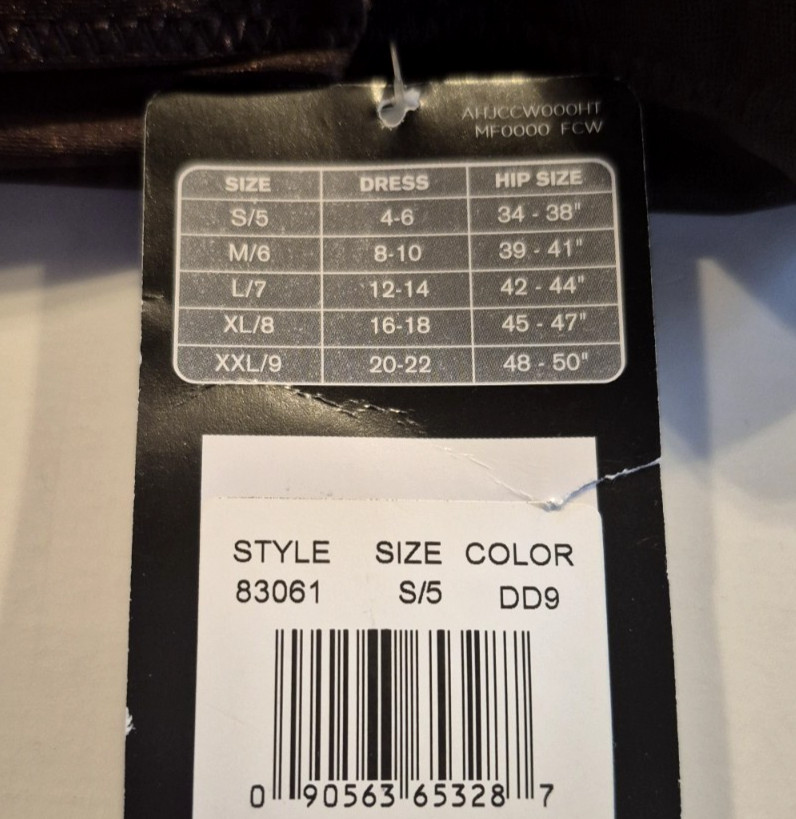 AHJCCW000HT
MF0000 FCW
SIZE DRESS HIP SIZE
S/5 4-6 34 - 38"
M/6 8-10 39 - 41"
L/7 12-14 42 - 44"
XL/8 16-18 45 - 47"
XXL/9 20-22 48 - 50"
STYLE SIZE COLOR
83061 S/5 DD9
0 90563 65328 7